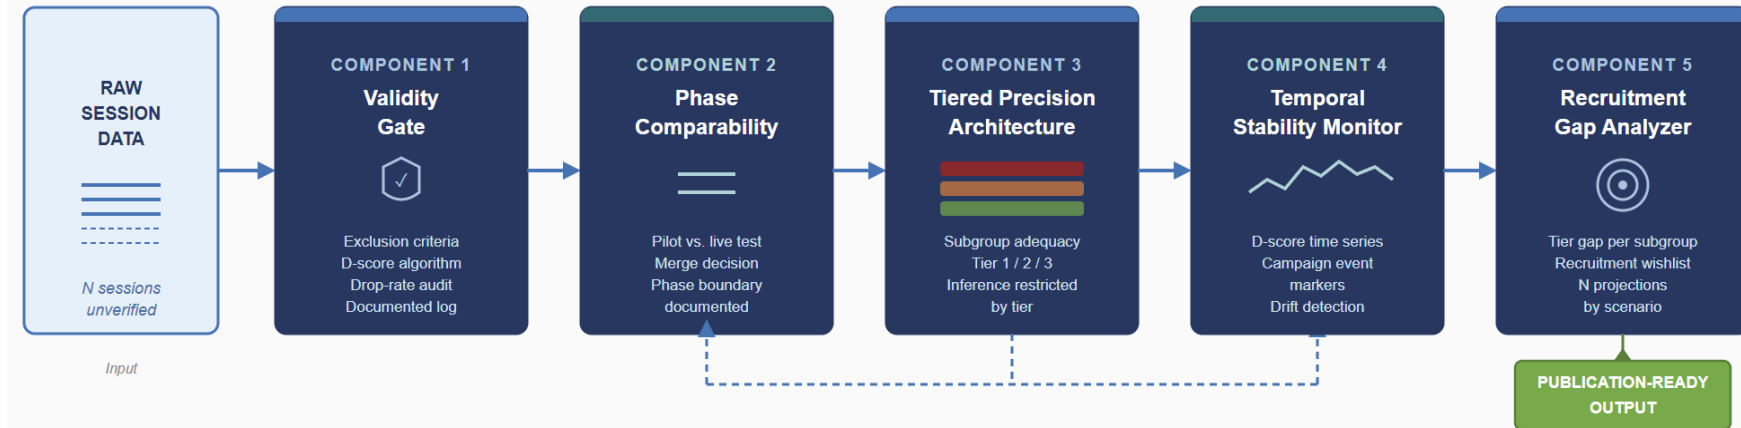 RAW
SESSION
DATA
N sessions
unverified
Input
COMPONENT 1
Validity
Gate
Exclusion criteria
D-score algorithm
Drop-rate audit
Documented log
COMPONENT 2
Phase
Comparability
Pilot vs. live test
Merge decision
Phase boundary
documented
COMPONENT 3
Tiered Precision
Architecture
Subgroup adequacy
Tier 1 / 2 / 3
Inference restricted
by tier
COMPONENT 4
Temporal
Stability Monitor
D-score time series
Campaign event
markers
Drift detection
COMPONENT 5
Recruitment
Gap Analyzer
Tier gap per subgroup
Recruitment wishlist
N projections
by scenario
PUBLICATION-READY
OUTPUT